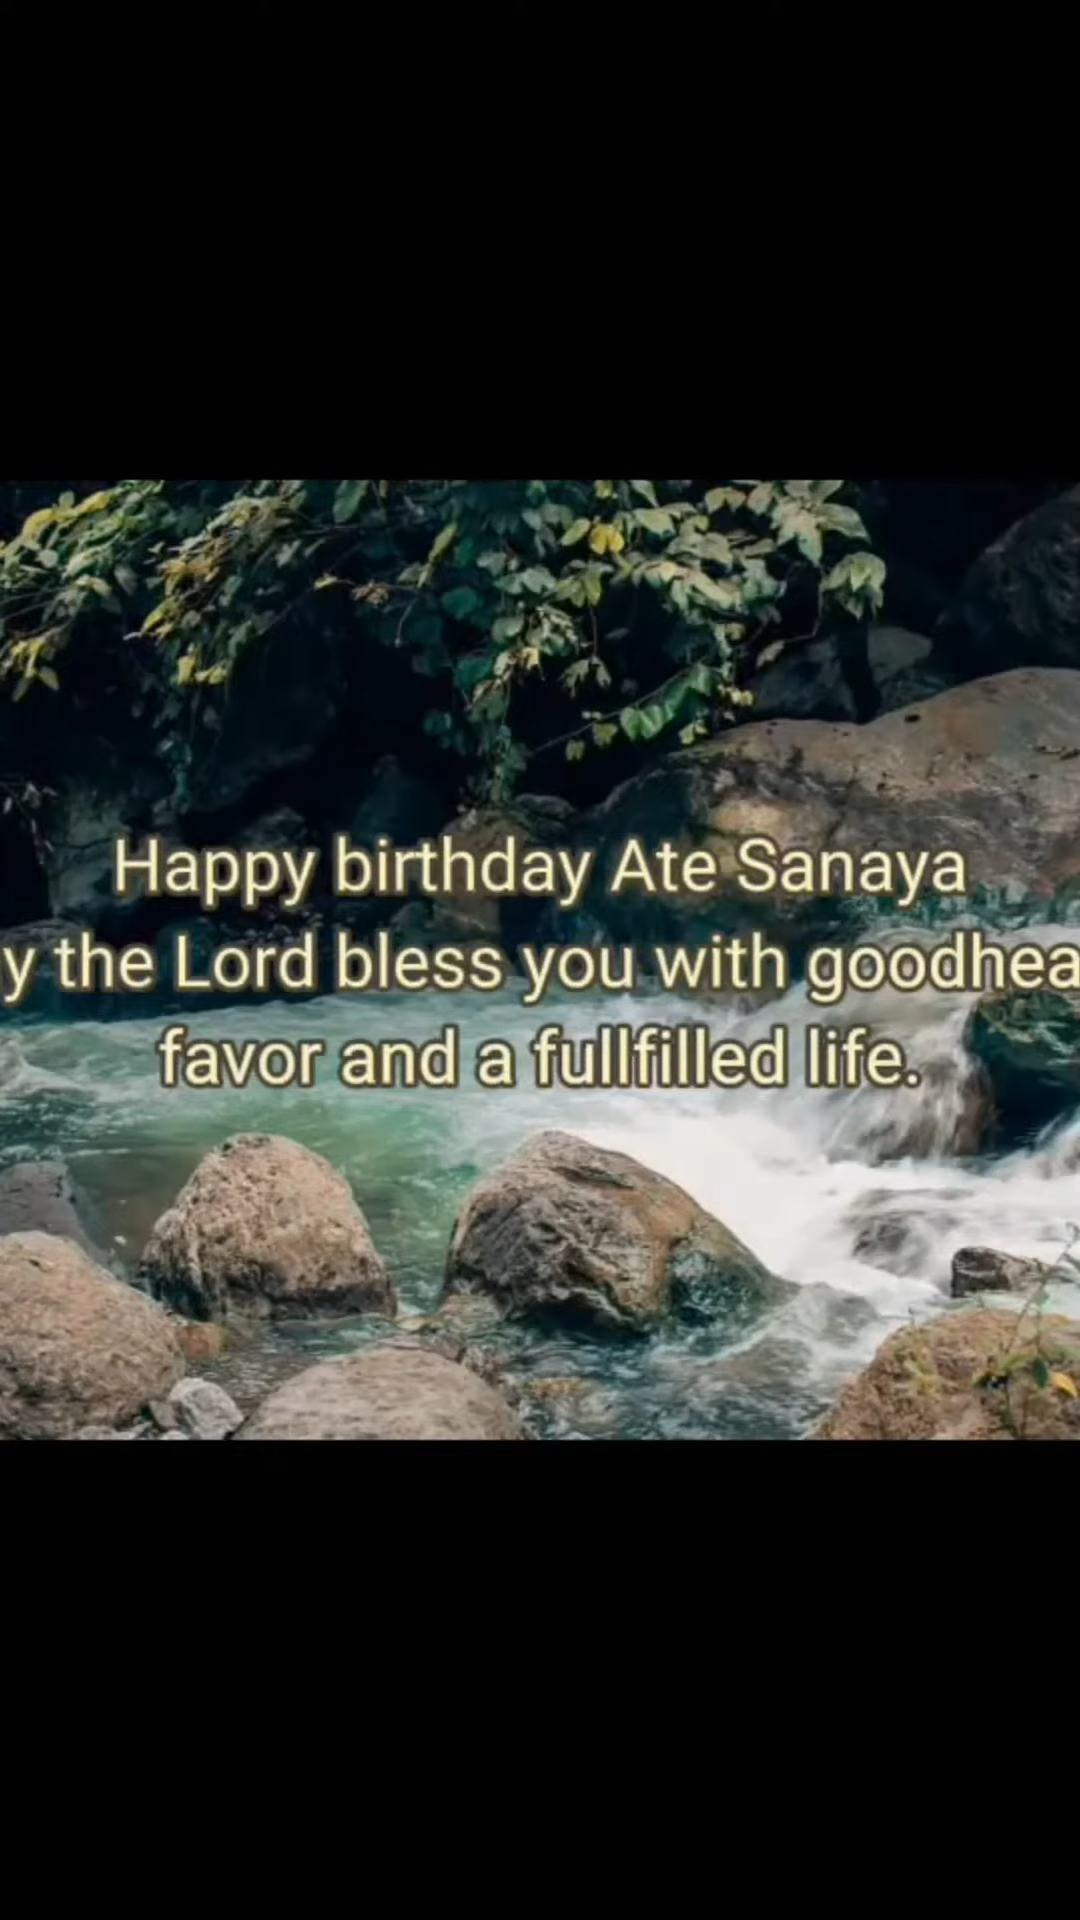 Happy birthday Ate Sanaya
y the Lord bless you with goodhea
favor and a fullfilled life.